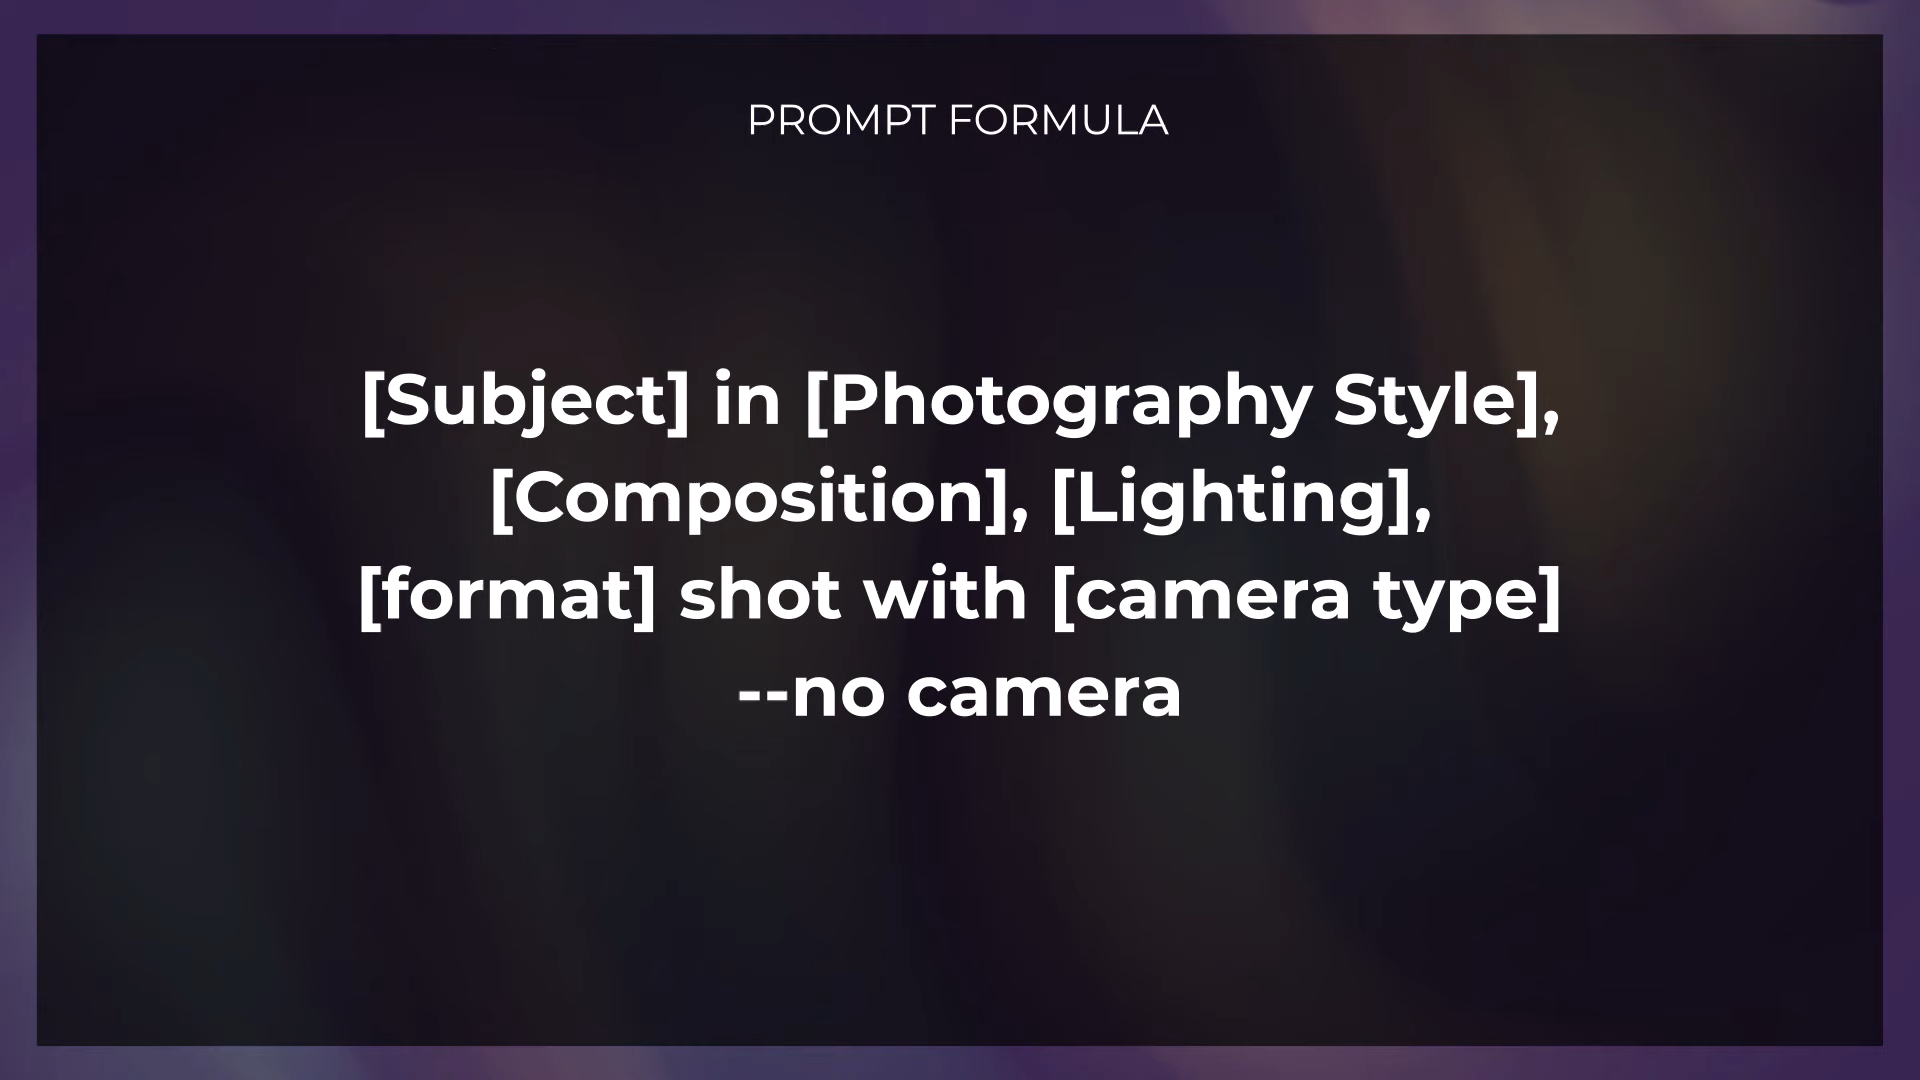 PROMPT FORMULA
[Subject] in [Photography Style],
[Composition], [Lighting],
[format] shot with [camera type]
--no camera